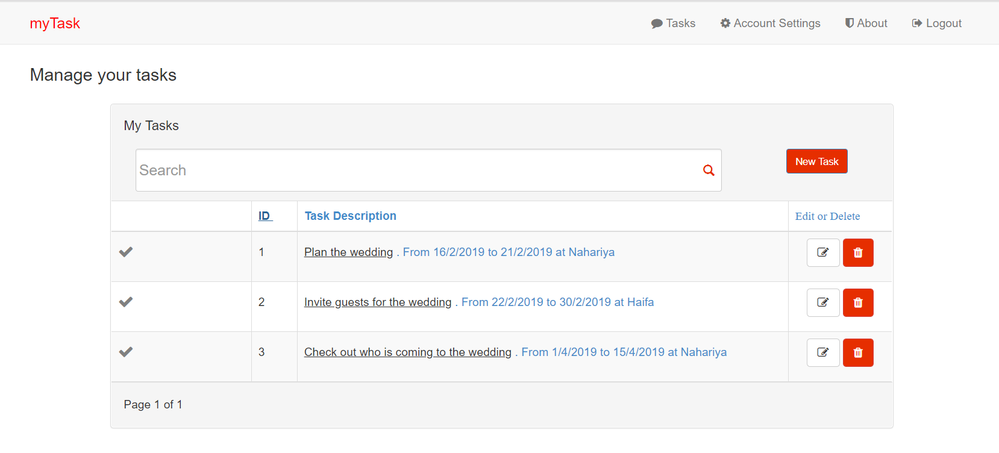 myTask Tasks Account Settings About Logout
Manage your tasks
My Tasks
Search New Task
ID Task Description Edit or Delete
1 Plan the wedding . From 16/2/2019 to 21/2/2019 at Nahariya
2 Invite guests for the wedding . From 22/2/2019 to 30/2/2019 at Haifa
3 Check out who is coming to the wedding . From 1/4/2019 to 15/4/2019 at Nahariya
Page 1 of 1